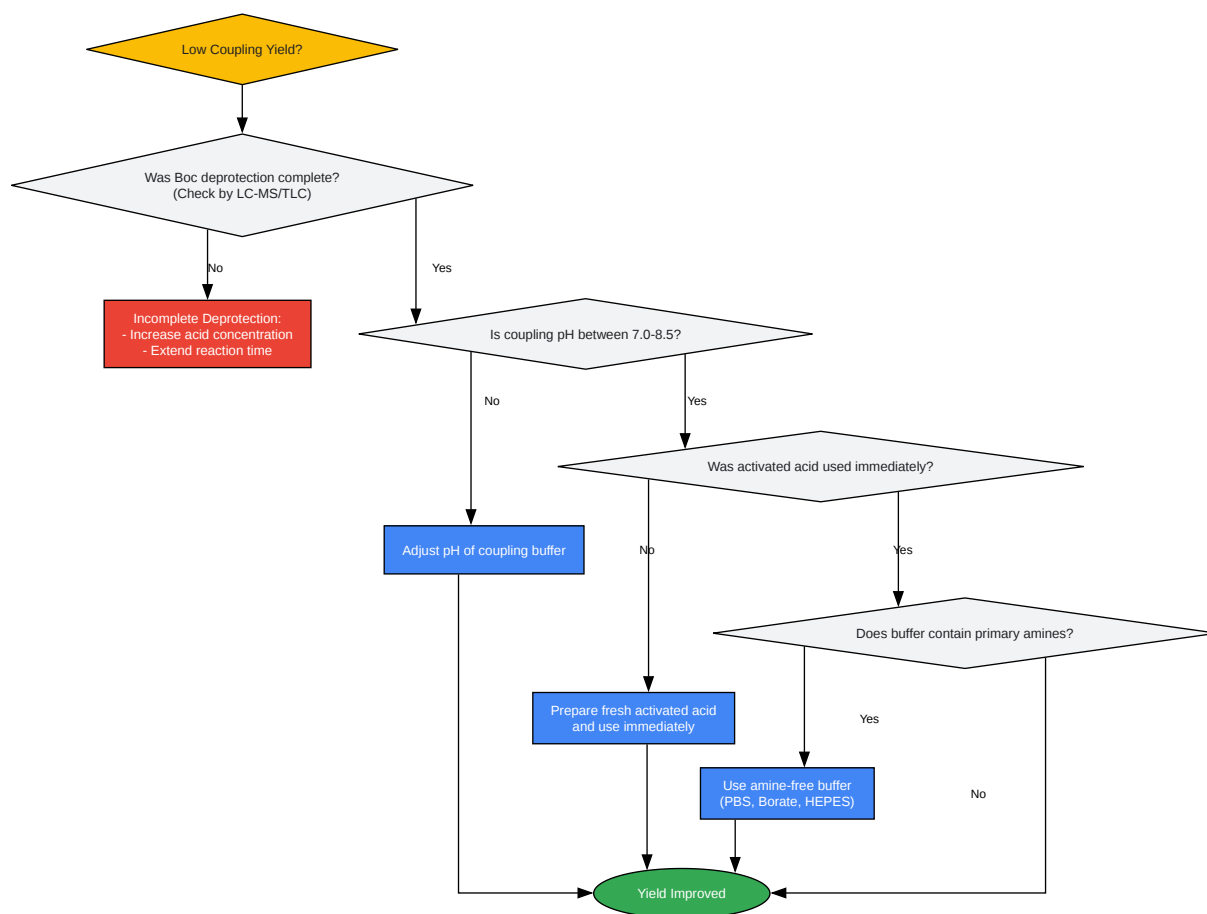 Low Coupling Yield?
Was Boc deprotection complete?
(Check by LC-MS/TLC)
No
Yes
Incomplete Deprotection:
- Increase acid concentration
- Extend reaction time
Is coupling pH between 7.0-8.5?
No
Yes
Was activated acid used immediately?
Adjust pH of coupling buffer
No
Yes
Does buffer contain primary amines?
Prepare fresh activated acid
and use immediately
Yes
Use amine-free buffer
(PBS, Borate, HEPES)
No
Yield Improved